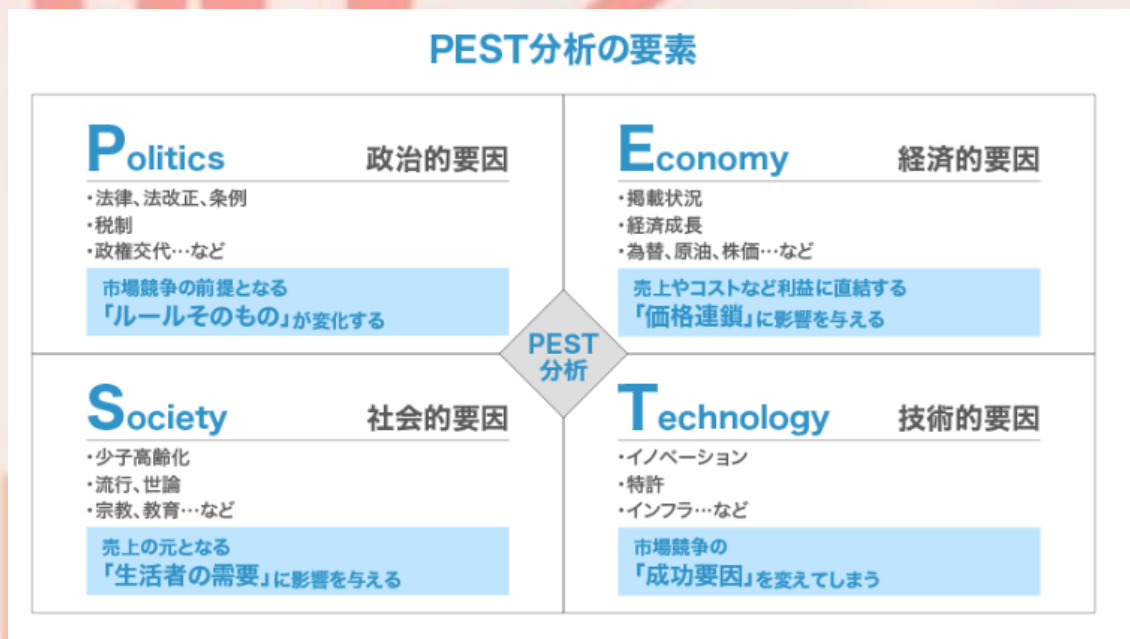 PEST分析の要素
Politics 政治的要因
・法律、法改正、条例
・税制
・政権交代…など
市場競争の前提となる
「ルールそのもの」が変化する
Economy 経済的要因
・掲載状況
・経済成長
・為替、原油、株価…など
売上やコストなど利益に直結する
「価格連鎖」に影響を与える
PEST
分析
Society 社会的要因
・少子高齢化
・流行、世論
・宗教、教育…など
売上の元となる
「生活者の需要」に影響を与える
Technology 技術的要因
・イノベーション
・特許
・インフラ…など
市場競争の
「成功要因」を変えてしまう